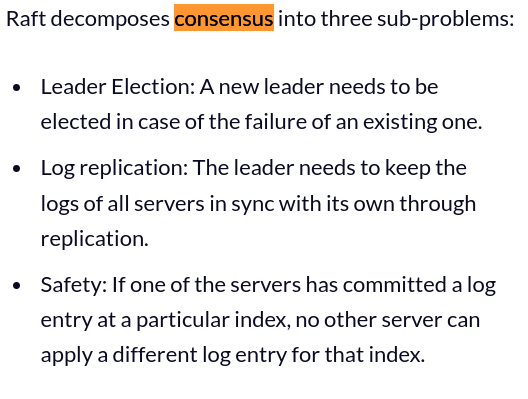 Raft decomposes consensus into three sub-problems:
• Leader Election: A new leader needs to be
elected in case of the failure of an existing one.
• Log replication: The leader needs to keep the
logs of all servers in sync with its own through
replication.
• Safety: If one of the servers has committed a log
entry at a particular index, no other server can
apply a different log entry for that index.